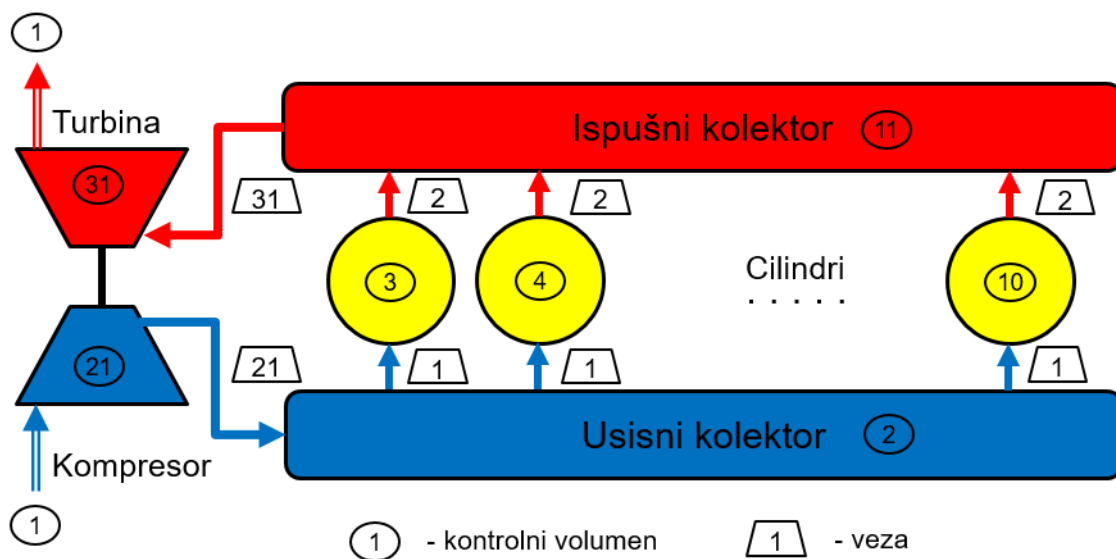 1
Turbina
Ispušni kolektor 11
31
31
2
2
2
3
4
Cilindri
. . . . .
10
21
21
1
1
1
Usisni kolektor 2
Kompresor
1
1 - kontrolni volumen
1 - veza